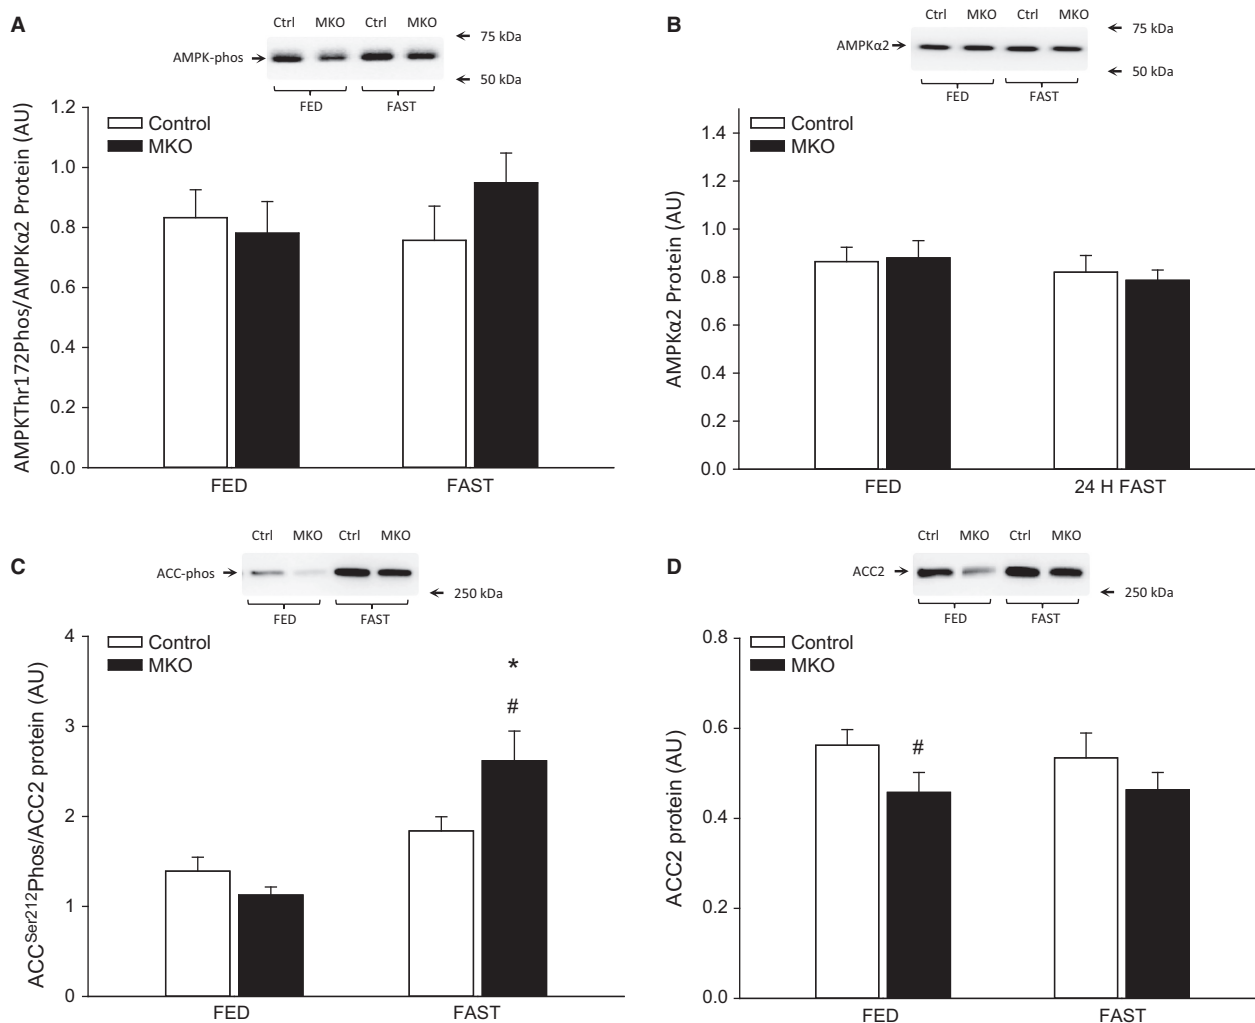 A
Ctrl MKO Ctrl MKO
AMPK-phos
75 kDa
50 kDa
FED FAST
AMPKThr172Phos/AMPKα2 Protein (AU)
1.2
1.0
0.8
0.6
0.4
0.2
0.0
Control
MKO
FED FAST
B
Ctrl MKO Ctrl MKO
AMPKα2
75 kDa
50 kDa
FED FAST
AMPKα2 Protein (AU)
1.4
1.2
1.0
0.8
0.6
0.4
0.2
0.0
Control
MKO
FED 24 H FAST
C
Ctrl MKO Ctrl MKO
ACC-phos
250 kDa
FED FAST
ACCSer212Phos/ACC2 protein (AU)
4
3
2
1
0
Control
MKO
*
#
FED FAST
D
Ctrl MKO Ctrl MKO
ACC2
250 kDa
FED FAST
ACC2 protein (AU)
0.8
0.6
0.4
0.2
0.0
Control
MKO
#
FED FAST